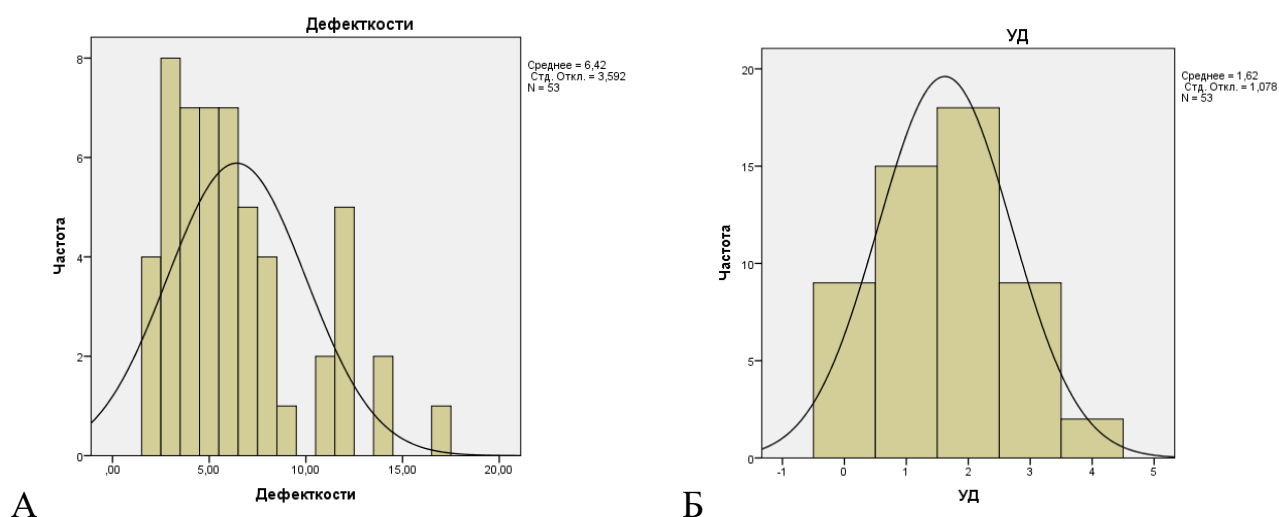 Дефекткости
Среднее = 6,42
Стд. Откл. = 3,592
N = 53
Частота
8
6
4
2
0
,00
5,00
10,00
15,00
20,00
Дефекткости
А
УД
Среднее = 1,62
Стд. Откл. = 1,078
N = 53
Частота
20
15
10
5
0
-1
0
1
2
3
4
5
УД
Б